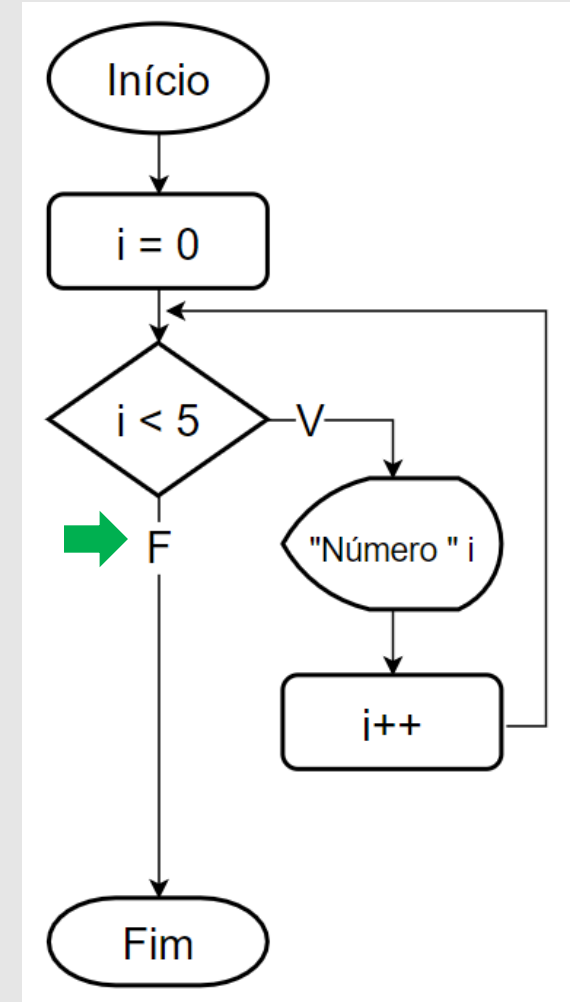 Início
i = 0
i < 5
V
F
"Número " i
i++
Fim